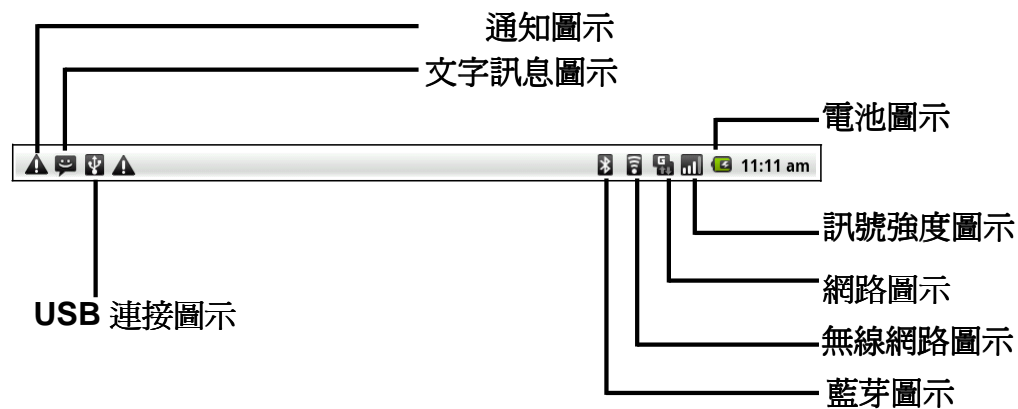 通知圖示
文字訊息圖示
電池圖示
11:11 am
訊號強度圖示
網路圖示
USB 連接圖示
無線網路圖示
藍芽圖示